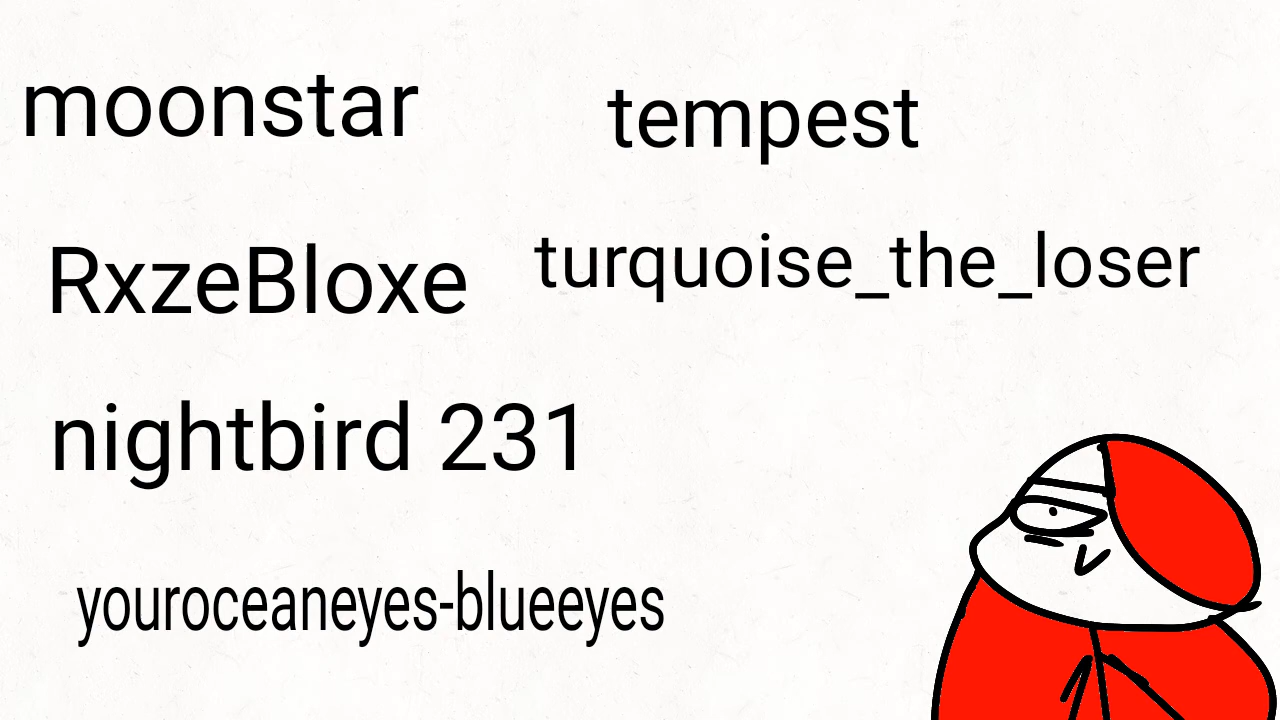 moonstar
tempest
RxzeBloxe
turquoise_the_loser
nightbird 231
youroceaneyes-blueeyes